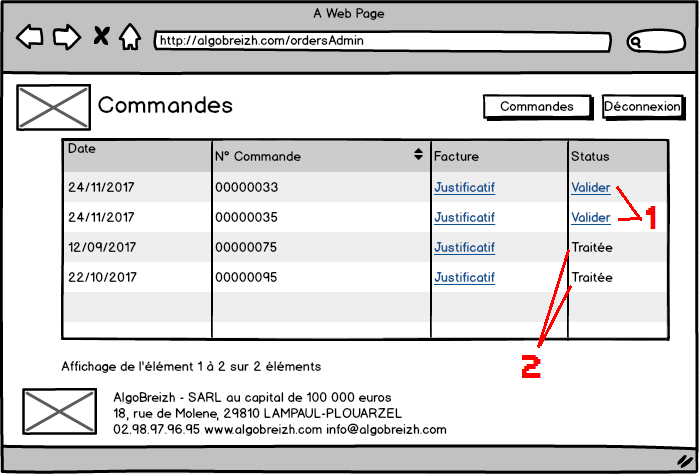 A Web Page
http://algobreizh.com/ordersAdmin
Commandes
Commandes Déconnexion
Date N° Commande Facture Status
24/11/2017 00000033 Justificatif Valider
24/11/2017 00000035 Justificatif Valider
1
12/09/2017 00000075 Justificatif Traitée
22/10/2017 00000095 Justificatif Traitée
2
Affichage de l'élément 1 à 2 sur 2 éléments
AlgoBreizh - SARL au capital de 100 000 euros
18, rue de Molene, 29810 LAMPAUL-PLOUARZEL
02.98.97.96.95 www.algobreizh.com info@algobreizh.com